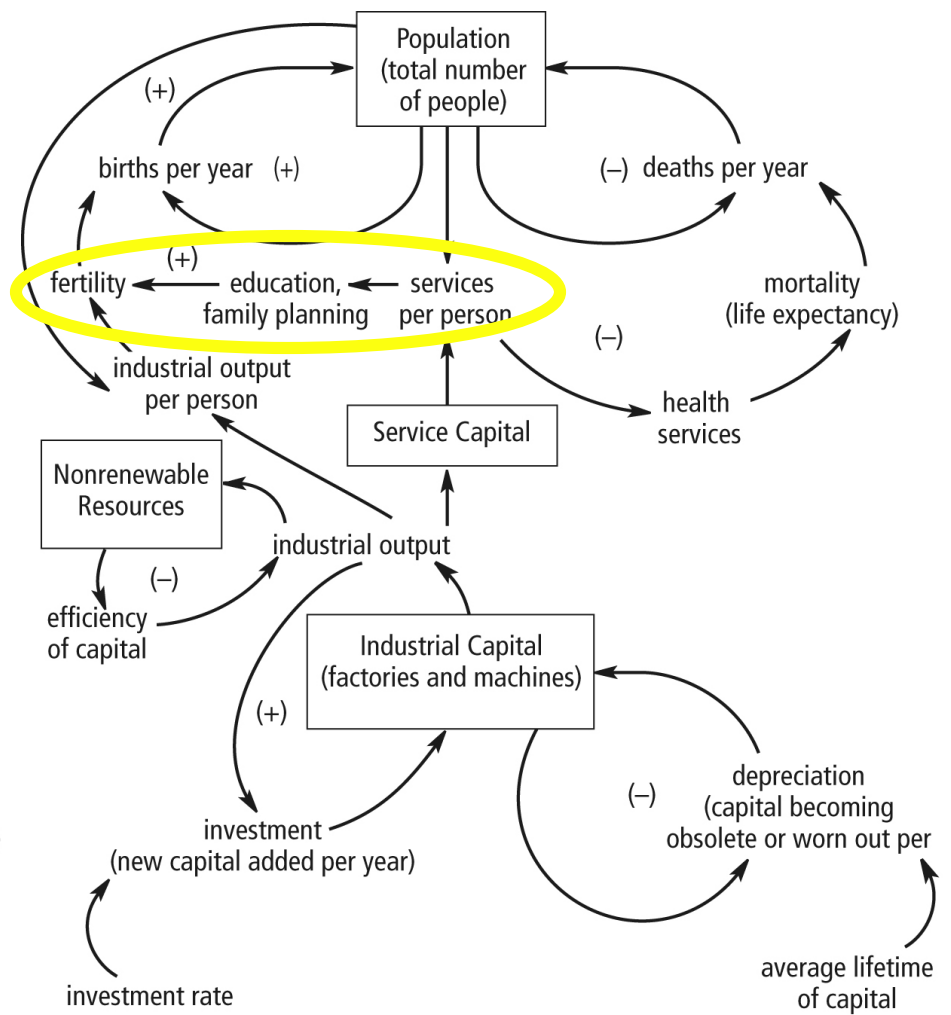 Population
(total number
of people)
(+)
births per year
(+)
(–)
deaths per year
(+)
fertility
education,
family planning
services
per person
mortality
(life expectancy)
(–)
industrial output
per person
health
services
Service Capital
Nonrenewable
Resources
industrial output
(–)
efficiency
of capital
Industrial Capital
(factories and machines)
(+)
depreciation
(capital becoming
obsolete or worn out per
(–)
investment
(new capital added per year)
average lifetime
of capital
investment rate